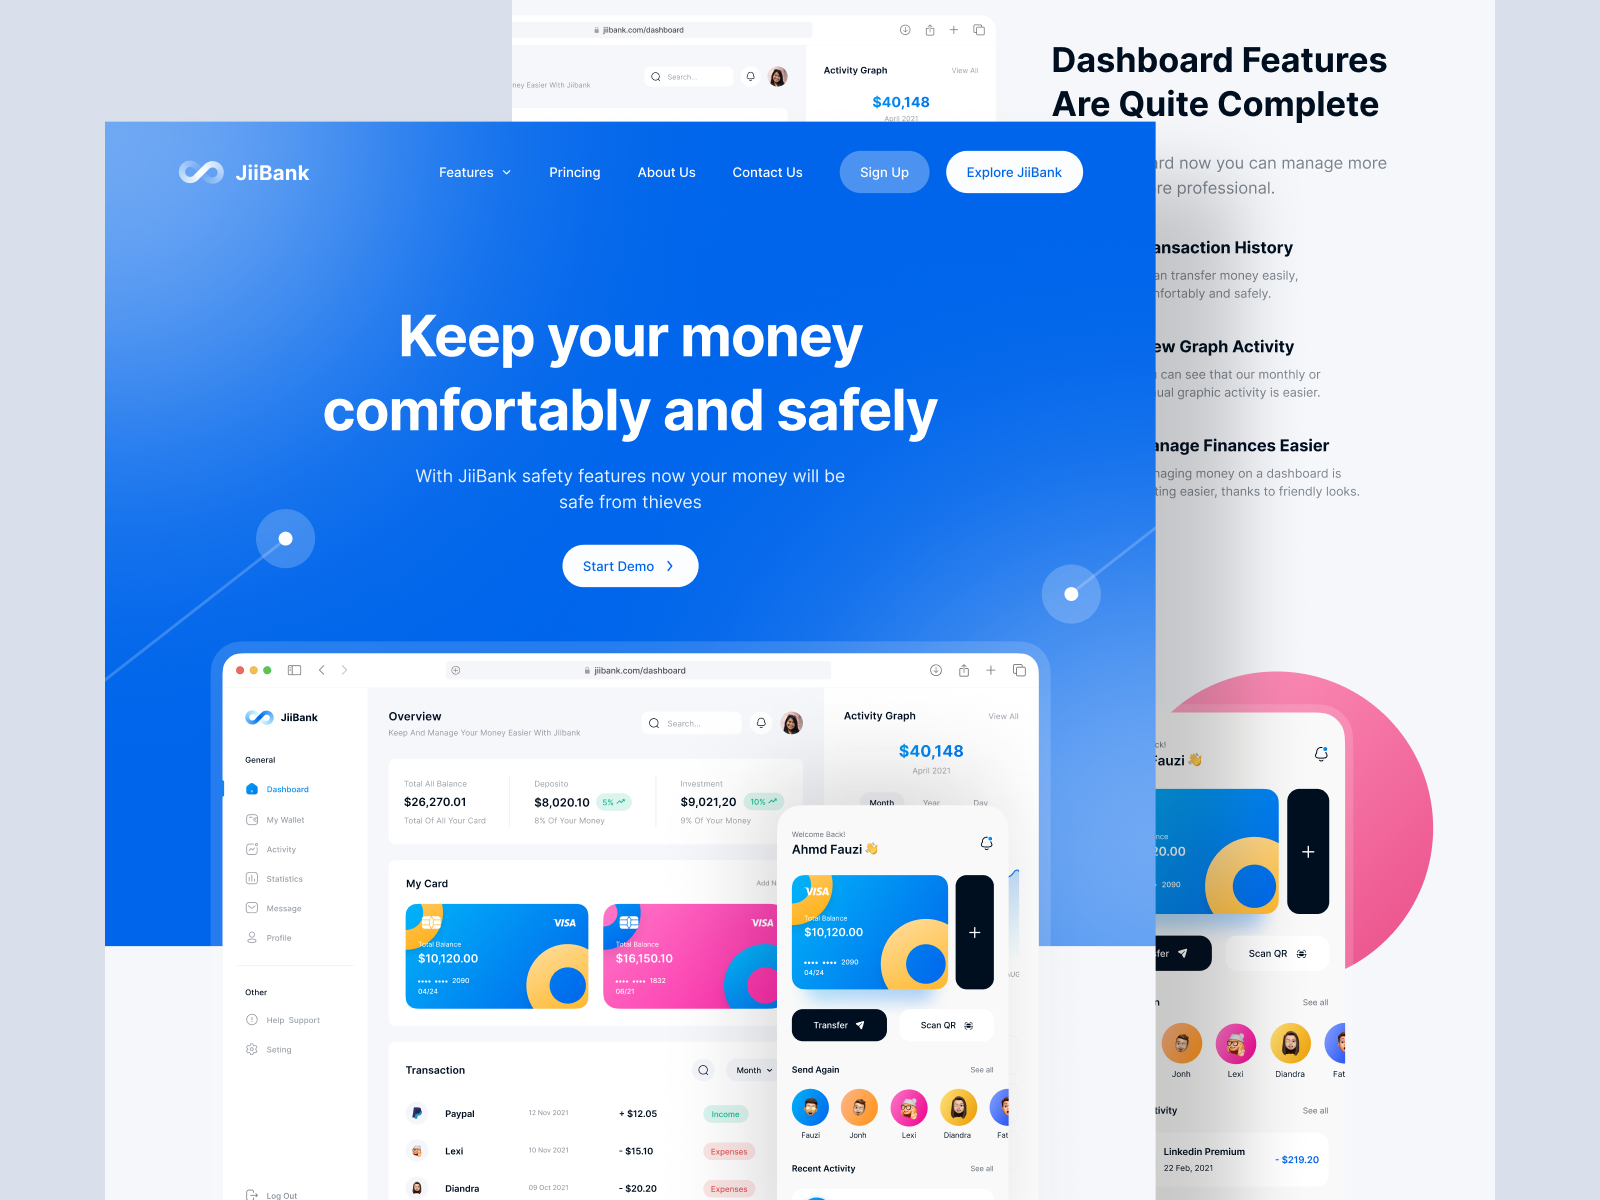 jiibank.com/dashboard
Search...
ney Easier With Jiibank
Activity Graph
View All
$40,148
April 2021
Dashboard Features
Are Quite Complete
rd now you can manage more
re professional.
ansaction History
an transfer money easily,
nfortably and safely.
ew Graph Activity
can see that our monthly or
ual graphic activity is easier.
anage Finances Easier
naging money on a dashboard is
ting easier, thanks to friendly looks.
JiiBank
Features
Princing
About Us
Contact Us
Sign Up
Explore JiiBank
Keep your money
comfortably and safely
With JiiBank safety features now your money will be
safe from thieves
Start Demo
jiibank.com/dashboard
JiiBank
General
Dashboard
My Wallet
Activity
Statistics
Message
Profile
Other
Help Support
Seting
Log Out
Overview
Keep And Manage Your Money Easier With Jiibank
Search...
Total All Balance
$26,270.01
Total Of All Your Card
Deposito
$8,020.10
5%
8% Of Your Money
Investment
$9,021,20
10%
9% Of Your Money
My Card
Add N
VISA
Total Balance
$10,120.00
•••• •••• 2090
04/24
VISA
Total Balance
$16,150.10
•••• •••• 1832
06/21
Transaction
Month
Paypal
12 Nov 2021
+ $12.05
Income
Lexi
10 Nov 2021
- $15.10
Expenses
Diandra
09 Oct 2021
- $20.20
Expenses
Activity Graph
View All
$40,148
April 2021
Month
Year
Day
AUG
Welcome Back!
Ahmd Fauzi 👋
VISA
Total Balance
$10,120.00
•••• •••• 2090
04/24
+
Transfer
Scan QR
Send Again
See all
Fauzi
Jonh
Lexi
Diandra
Fat
Recent Activity
See all
ck!
Fauzi 👋
nce
20.00
2090
+
fer
Scan QR
n
See all
Jonh
Lexi
Diandra
Fat
tivity
See all
Linkedin Premium
22 Feb, 2021
- $219.20